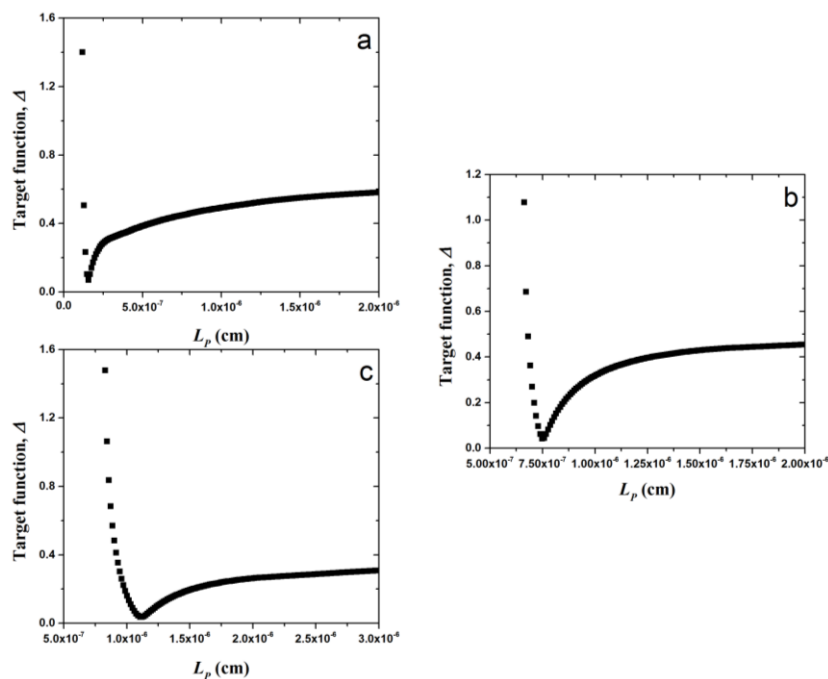 a
1.6
1.2
0.8
0.4
0.0
Target function, Δ
0.0 5.0x10⁻⁷ 1.0x10⁻⁶ 1.5x10⁻⁶ 2.0x10⁻⁶
Lₚ (cm)
b
1.2
1.0
0.8
0.6
0.4
0.2
0.0
Target function, Δ
5.00x10⁻⁷ 7.50x10⁻⁷ 1.00x10⁻⁶ 1.25x10⁻⁶ 1.50x10⁻⁶ 1.75x10⁻⁶ 2.00x10⁻⁶
Lₚ (cm)
c
1.6
1.2
0.8
0.4
0.0
Target function, Δ
5.0x10⁻⁷ 1.0x10⁻⁶ 1.5x10⁻⁶ 2.0x10⁻⁶ 2.5x10⁻⁶ 3.0x10⁻⁶
Lₚ (cm)